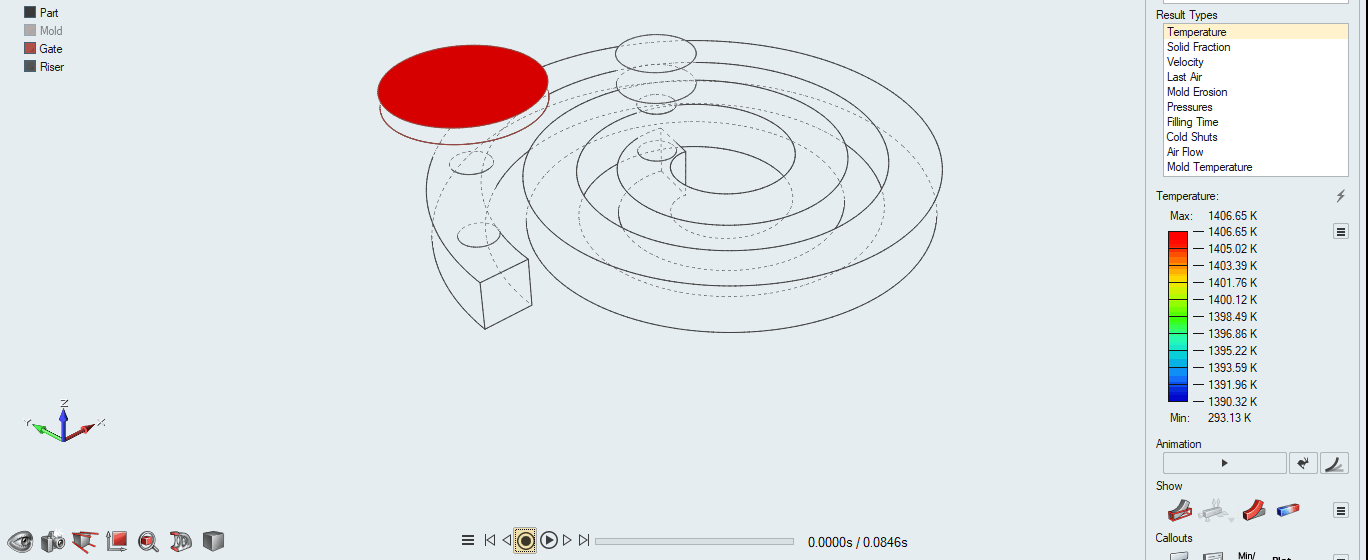 Part
Mold
Gate
Riser
Z
Y
X
0.0000s / 0.0846s
Result Types
Temperature
Solid Fraction
Velocity
Last Air
Mold Erosion
Pressures
Filling Time
Cold Shuts
Air Flow
Mold Temperature
Temperature:
Max: 1406.65 K
1406.65 K
1405.02 K
1403.39 K
1401.76 K
1400.12 K
1398.49 K
1396.86 K
1395.22 K
1393.59 K
1391.96 K
1390.32 K
Min: 293.13 K
Animation
Show
Callouts
Min/